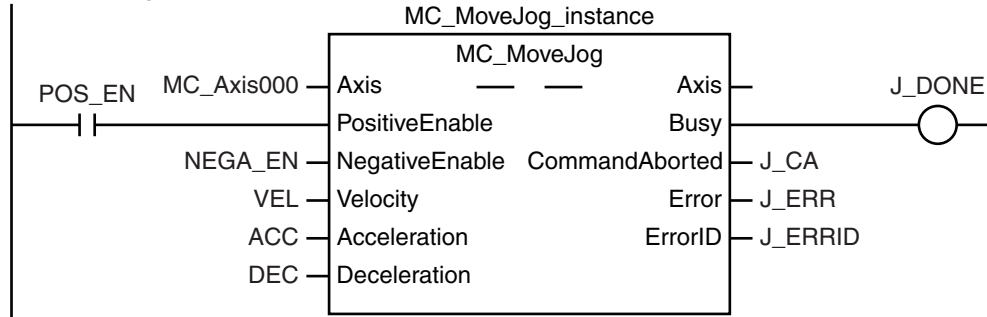 MC_MoveJog_instance
MC_MoveJog
MC_Axis000 Axis Axis
POS_EN J_DONE
PositiveEnable Busy
NEGA_EN NegativeEnable CommandAborted J_CA
VEL Velocity Error J_ERR
ACC Acceleration ErrorID J_ERRID
DEC Deceleration